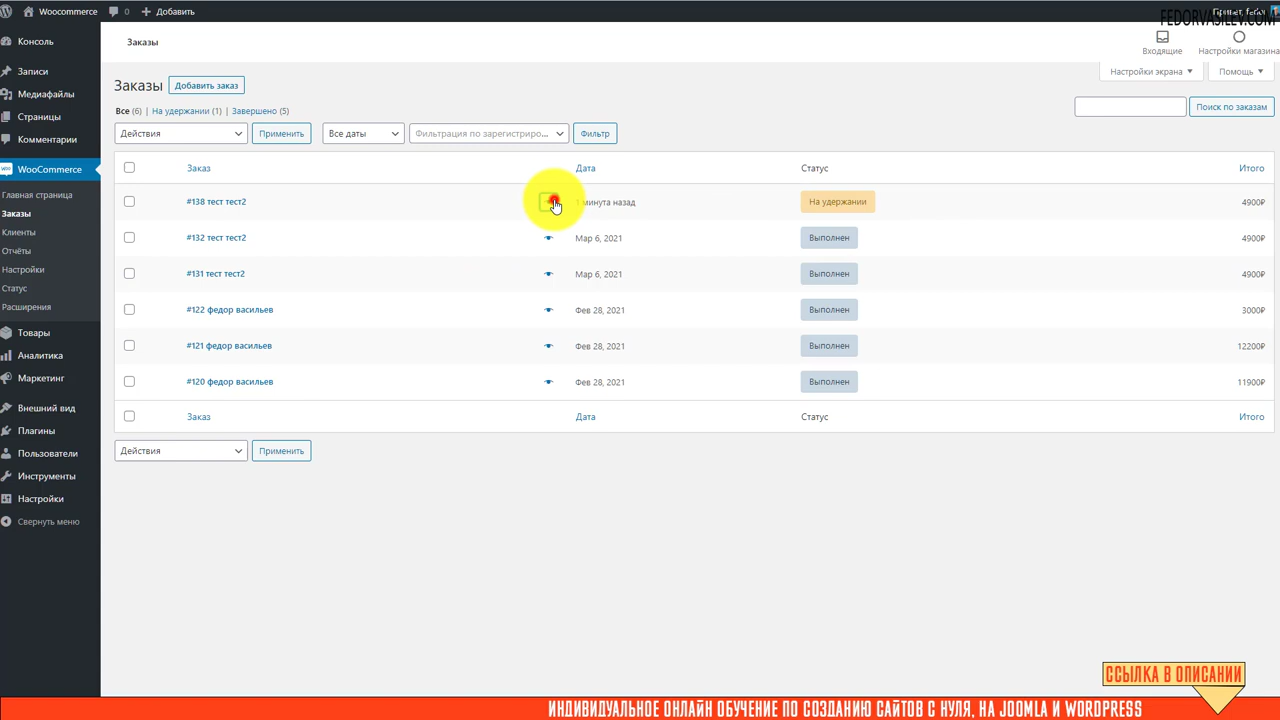 Woocommerce 0 Добавить
Привет, fedor
FEDORVASILEV.COM
Консоль
Записи
Медиафайлы
Страницы
Комментарии
WooCommerce
Главная страница
Заказы
Клиенты
Отчёты
Настройки
Статус
Расширения
Товары
Аналитика
Маркетинг
Внешний вид
Плагины
Пользователи
Инструменты
Настройки
Свернуть меню
Заказы
Входящие Настройки магазина
Настройки экрана Помощь
Заказы Добавить заказ
Все (6) | На удержании (1) | Завершено (5)
Поиск по заказам
Действия Применить Все даты Фильтрация по зарегистриро... Фильтр
Заказ Дата Статус Итого
#138 тест тест2 1 минута назад На удержании 4900₽
#132 тест тест2 Мар 6, 2021 Выполнен 4900₽
#131 тест тест2 Мар 6, 2021 Выполнен 4900₽
#122 федор васильев Фев 28, 2021 Выполнен 3000₽
#121 федор васильев Фев 28, 2021 Выполнен 12200₽
#120 федор васильев Фев 28, 2021 Выполнен 11900₽
Заказ Дата Статус Итого
Действия Применить
ССЫЛКА В ОПИСАНИИ
ИНДИВИДУАЛЬНОЕ ОНЛАЙН ОБУЧЕНИЕ ПО СОЗДАНИЮ САЙТОВ С НУЛЯ, НА JOOMLA И WORDPRESS